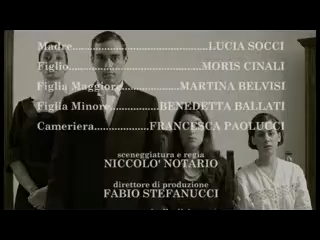 Madre.................................LUCIA SOCCI
Figlio.................................MORIS CINALI
Figlia Maggiore..............MARTINA BELVISI
Figlia Minore..................BENEDETTA BALLATI
Cameriera....................FRANCESCA PAOLUCCI
sceneggiatura e regia
NICCOLO' NOTARIO
direttore di produzione
FABIO STEFANUCCI